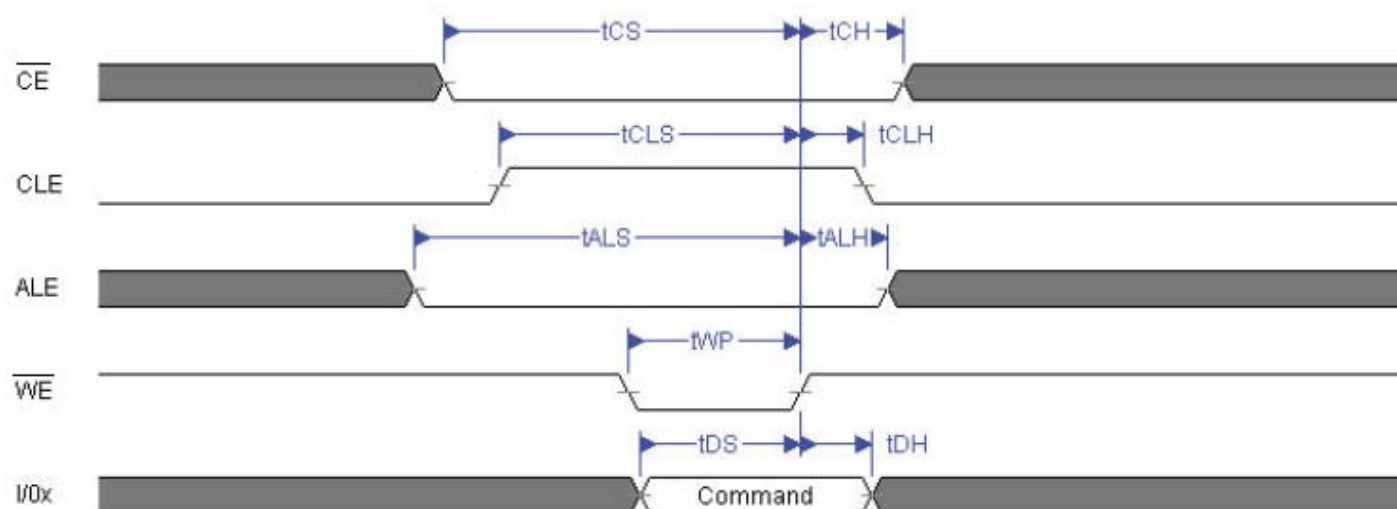 tCS tCH
CE
tCLS tCLH
CLE
tALS tALH
ALE
tWP
WE
tDS tDH
I/0x Command